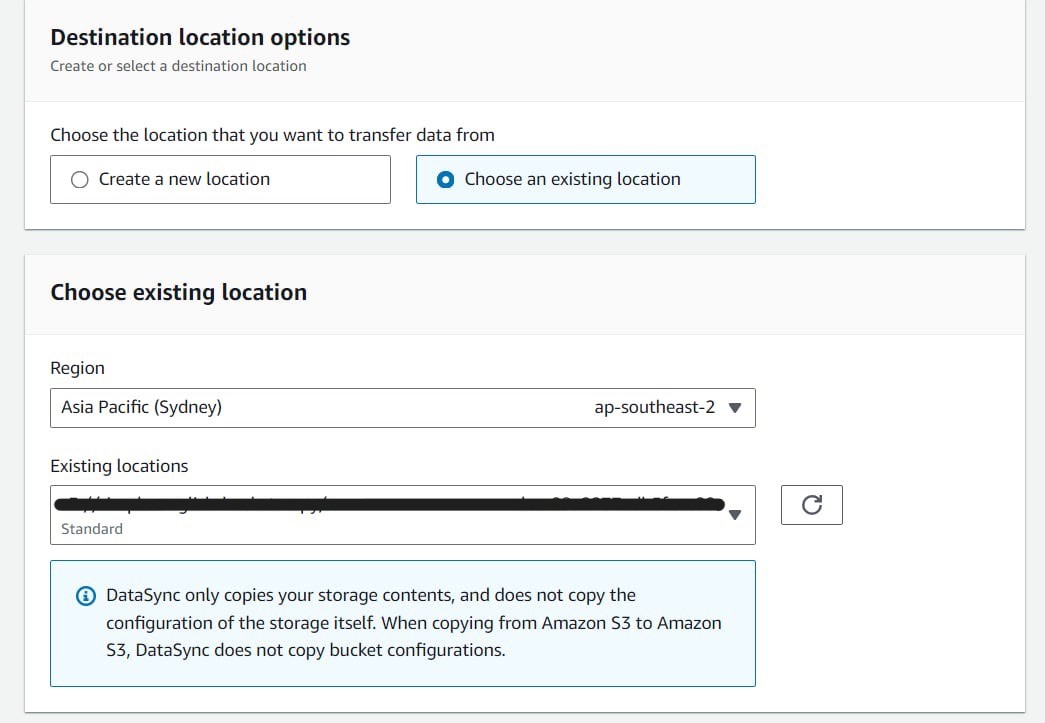 Destination location options
Create or select a destination location
Choose the location that you want to transfer data from
Create a new location
Choose an existing location
Choose existing location
Region
Asia Pacific (Sydney) ap-southeast-2
Existing locations
Standard
DataSync only copies your storage contents, and does not copy the
configuration of the storage itself. When copying from Amazon S3 to Amazon
S3, DataSync does not copy bucket configurations.